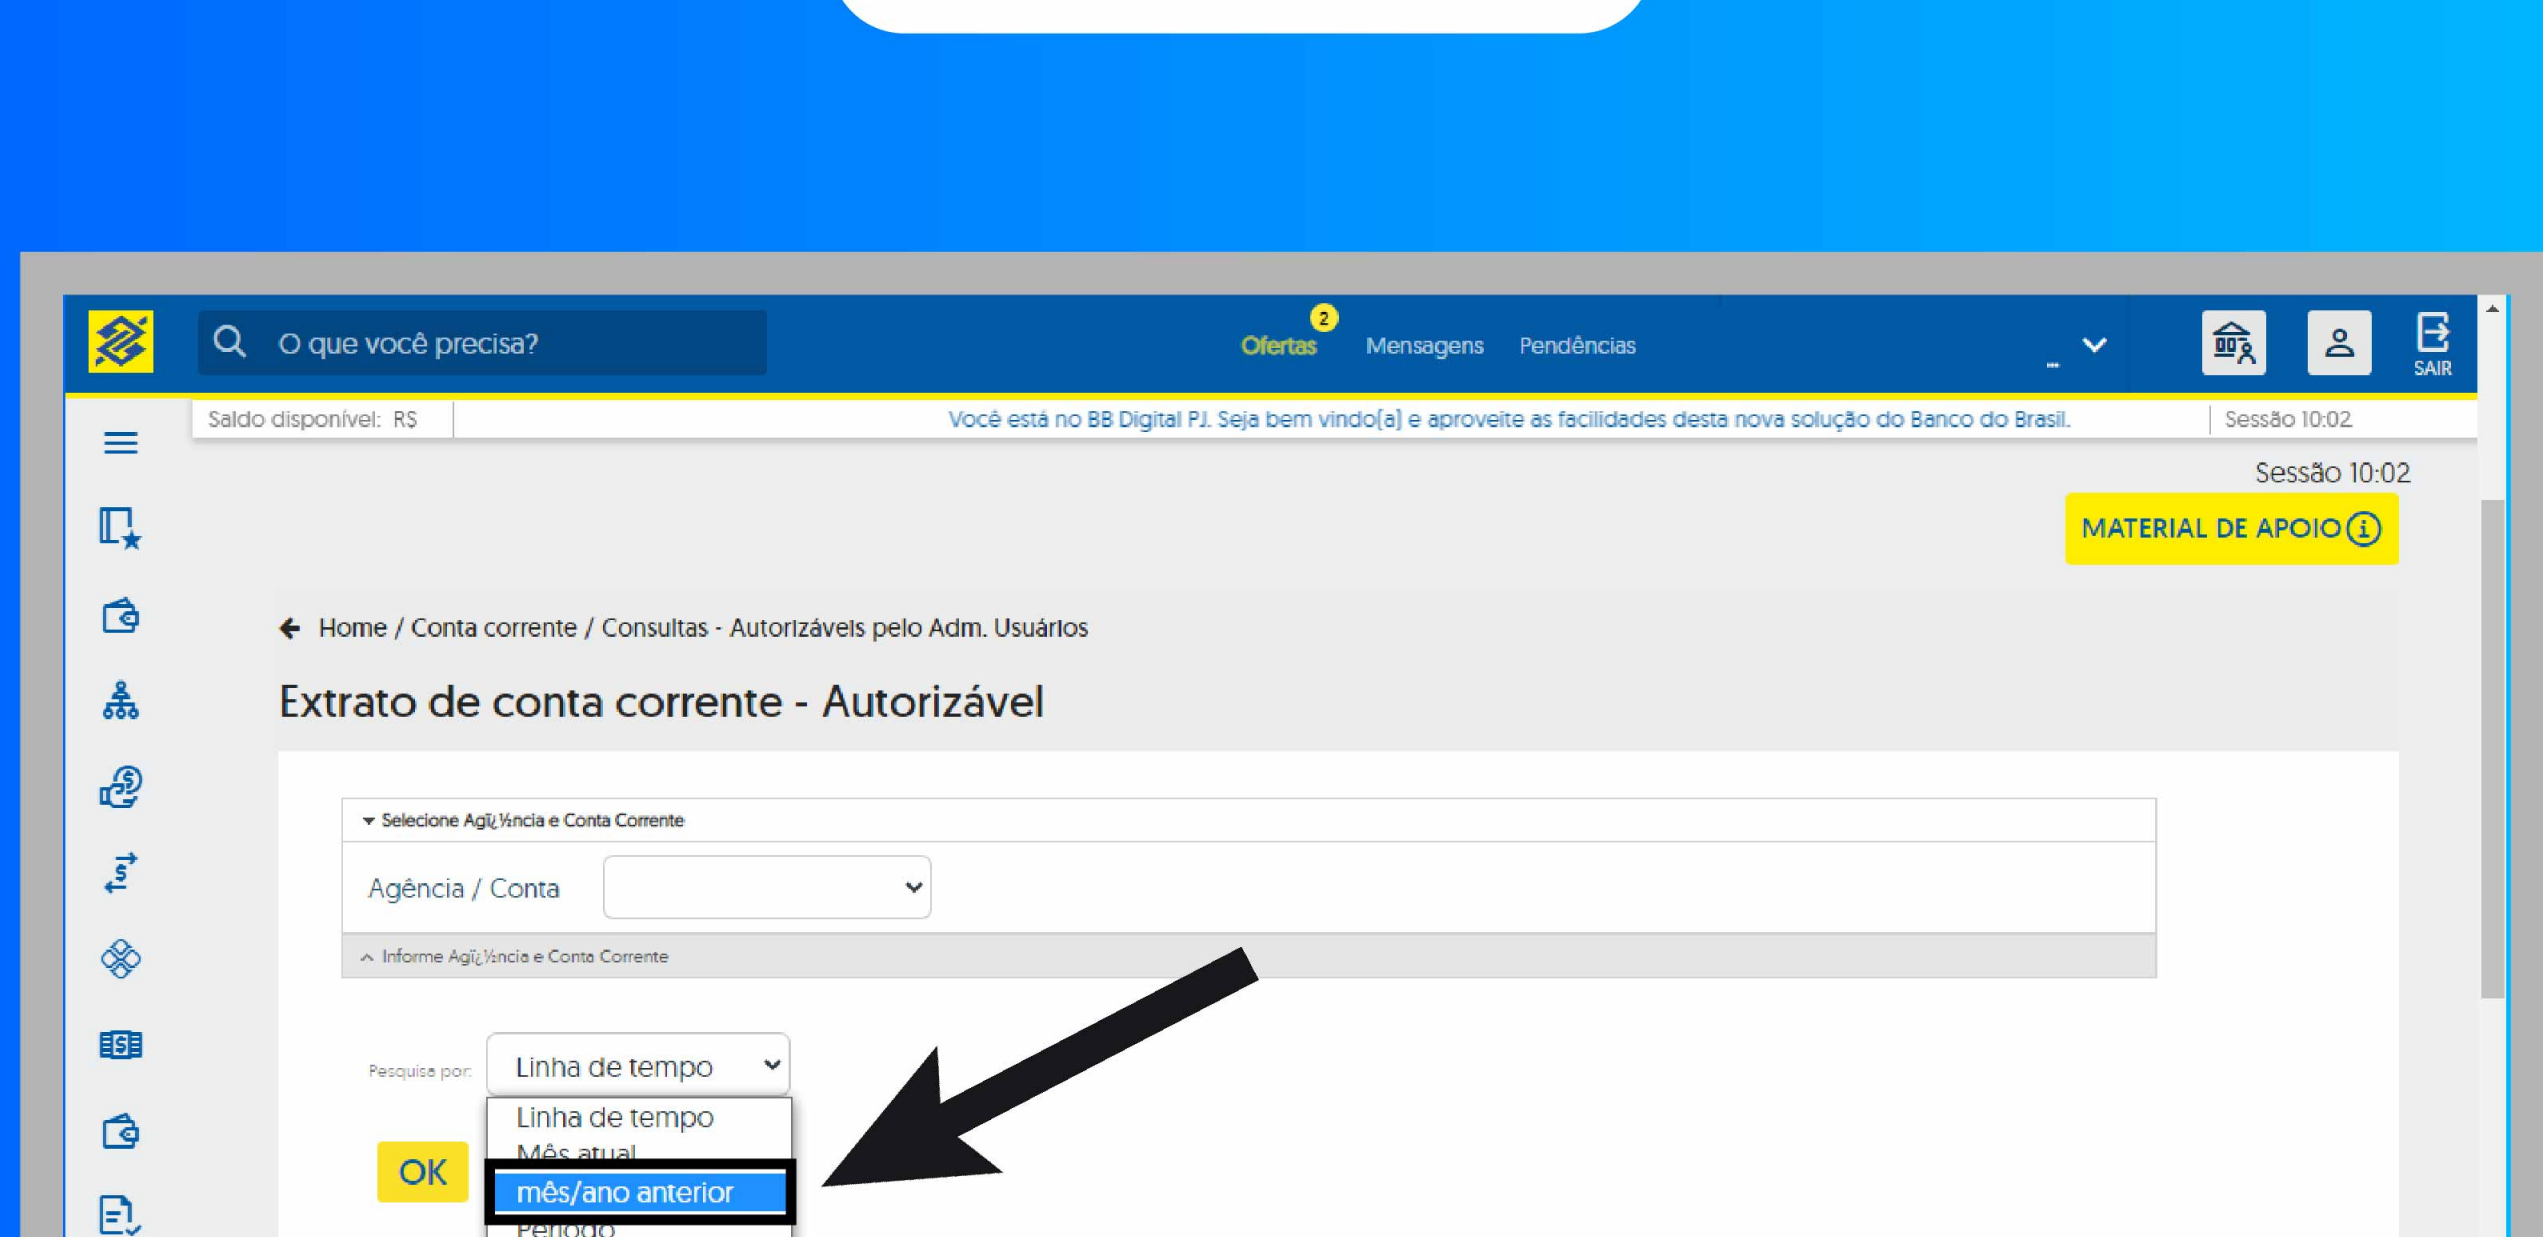 O que você precisa?
2
Ofertas Mensagens Pendências
...
SAIR
Saldo disponível: R$
Você está no BB Digital PJ. Seja bem vindo(a) e aproveite as facilidades desta nova solução do Banco do Brasil.
Sessão 10:02
Sessão 10:02
MATERIAL DE APOIO i
Home / Conta corrente / Consultas - Autorizáveis pelo Adm. Usuários
Extrato de conta corrente - Autorizável
Selecione Agï¿½ncia e Conta Corrente
Agência / Conta
Informe Agï¿½ncia e Conta Corrente
Pesquisa por: Linha de tempo
Linha de tempo
Mês atual
OK
mês/ano anterior
Período